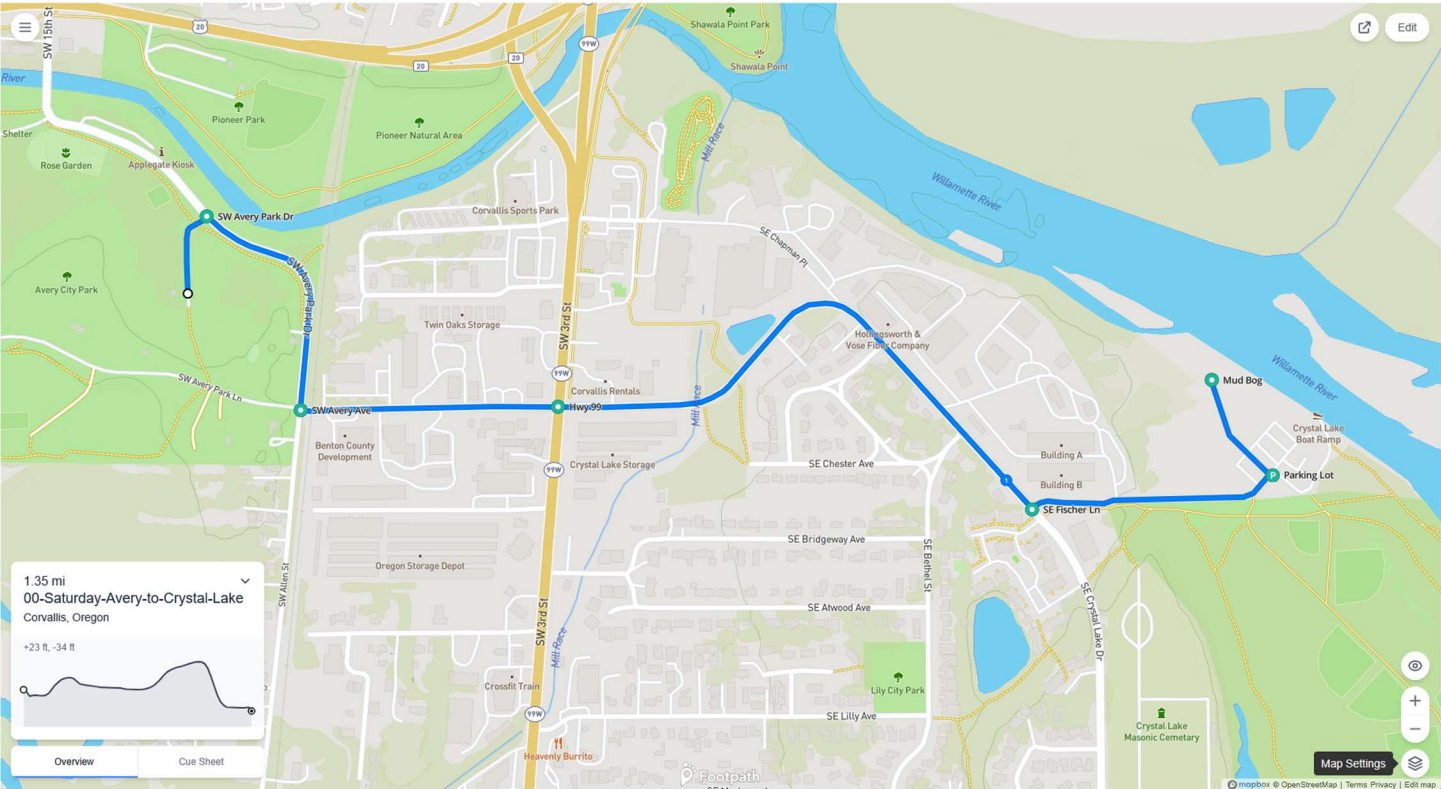 SW 15th St
20
99W
Shawala Point Park
Edit
20
20
Shawala Point
River
Pioneer Park
Pioneer Natural Area
Shelter
Mill Race
Rose Garden
Applegate Kiosk
Willamette River
SW Avery Park Dr
Corvallis Sports Park
SE Chapman Pl
SW Avery Park Dr
Avery City Park
Twin Oaks Storage
SW 3rd St
Hollingsworth &
Vose Fiber Company
Willamette River
99W
Mud Bog
SW Avery Park Ln
Corvallis Rentals
Mill Race
SW Avery Ave
Hwy 99
Crystal Lake
Boat Ramp
Benton County
Development
Building A
99W
Crystal Lake Storage
SE Chester Ave
Parking Lot
1
Building B
P
SE Fischer Ln
SE Bridgeway Ave
SE Bethel St
Oregon Storage Depot
SW Allen St
1.35 mi
00-Saturday-Avery-to-Crystal-Lake
Corvallis, Oregon
SE Atwood Ave
SE Crystal Lake Dr
SW 3rd St
Mill Race
+23 ft, -34 ft
Crossfit Train
Lily City Park
99W
SE Lilly Ave
Crystal Lake
Masonic Cemetery
Heavenly Burrito
Overview
Cue Sheet
Map Settings
Footpath
mapbox © OpenStreetMap | Terms Privacy | Edit map